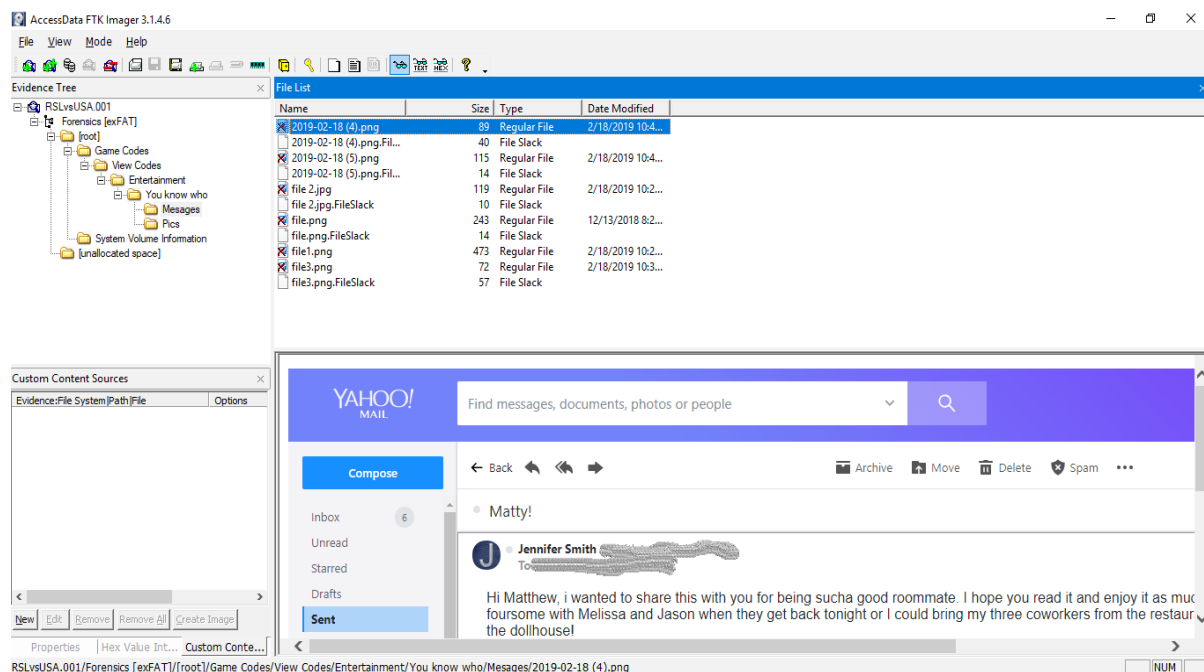 AccessData FTK Imager 3.1.4.6
File View Mode Help
Evidence Tree
RSLvsUSA.001
Forensics [exFAT]
[root]
Game Codes
View Codes
Entertainment
You know who
Mesages
Pics
System Volume Information
[unallocated space]
File List
Name Size Type Date Modified
2019-02-18 (4).png 89 Regular File 2/18/2019 10:4...
2019-02-18 (4).png.Fil... 40 File Slack
2019-02-18 (5).png 115 Regular File 2/18/2019 10:4...
2019-02-18 (5).png.Fil... 14 File Slack
file 2.jpg 119 Regular File 2/18/2019 10:2...
file 2.jpg.FileSlack 10 File Slack
file.png 243 Regular File 12/13/2018 8:2...
file.png.FileSlack 14 File Slack
file1.png 473 Regular File 2/18/2019 10:2...
file3.png 72 Regular File 2/18/2019 10:3...
file3.png.FileSlack 57 File Slack
Custom Content Sources
Evidence:File System|Path|File Options
New Edit Remove Remove All Create Image
Properties Hex Value Int... Custom Conte...
YAHOO!
MAIL
Find messages, documents, photos or people
Compose
Back Archive Move Delete Spam
Inbox 6
Unread
Starred
Drafts
Sent
Matty!
J
Jennifer Smith
To
Hi Matthew, i wanted to share this with you for being sucha good roommate. I hope you read it and enjoy it as muc
foursome with Melissa and Jason when they get back tonight or I could bring my three coworkers from the restaur
the dollhouse!
RSLvsUSA.001/Forensics [exFAT]/[root]/Game Codes/View Codes/Entertainment/You know who/Mesages/2019-02-18 (4).png
NUM